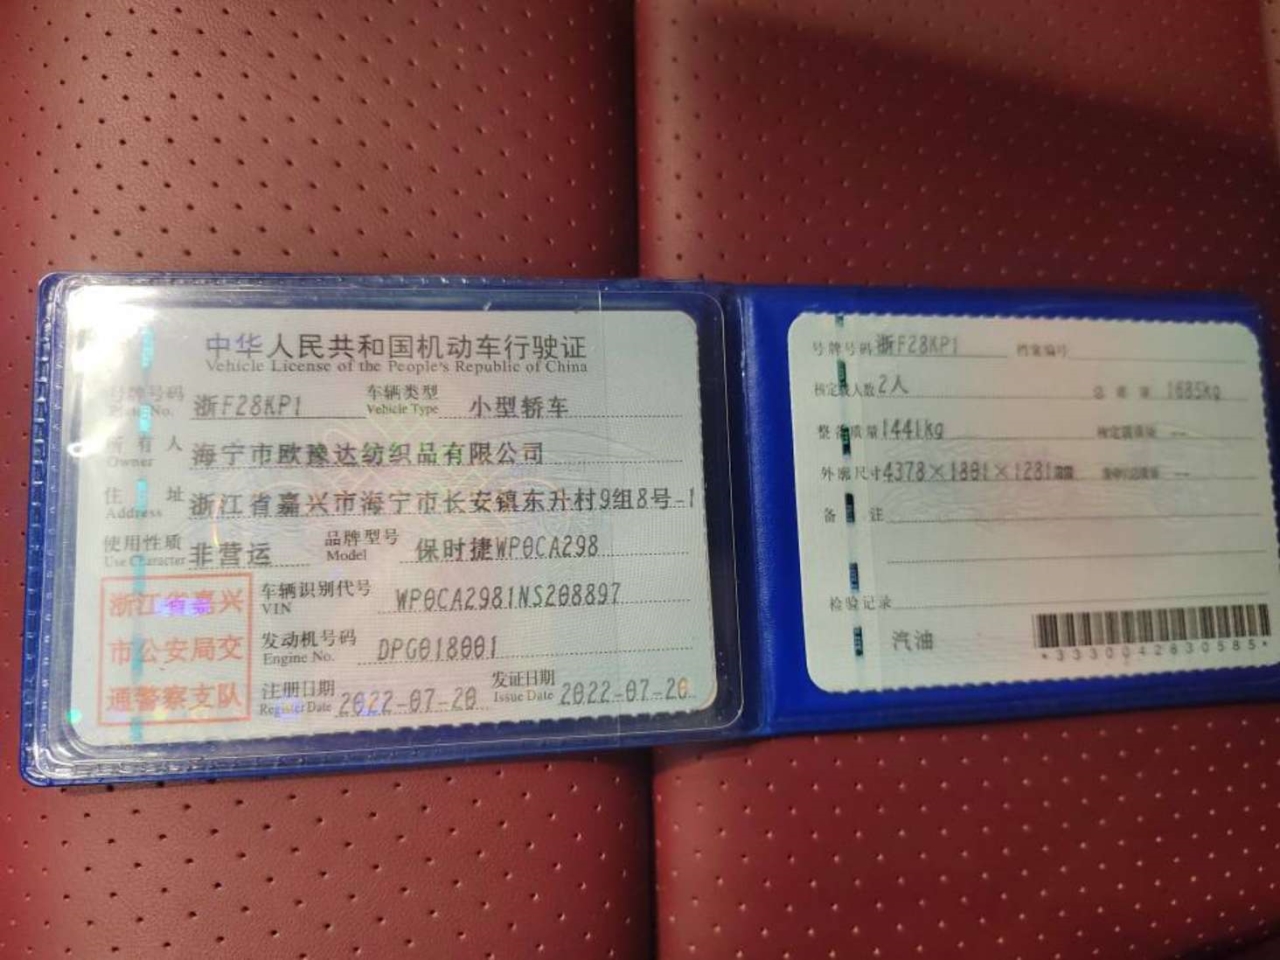 中华人民共和国机动车行驶证
Vehicle License of the People's Republic of China
号牌号码 浙F28KP1 车辆类型 小型轿车
Plate No. Vehicle Type
所有人 海宁市欧豫达纺织品有限公司
Owner
住址 浙江省嘉兴市海宁市长安镇东升村9组8号-1
Address
使用性质 非营运 品牌型号 保时捷WP0CA298
Use Character Model
浙江省嘉兴
市公安局交
通警察支队
车辆识别代号 WP0CA2981NS208897
VIN
发动机号码 DPG018001
Engine No.
注册日期 2022-07-20 发证日期 2022-07-20
Register Date Issue Date
号牌号码 浙F28KP1 档案编号
核定载人数 2人 总质量 1685kg
整备质量 1441kg 核定载质量 --
外廓尺寸 4378×1801×1281 --
备注
检验记录
汽油
*3330042830585*